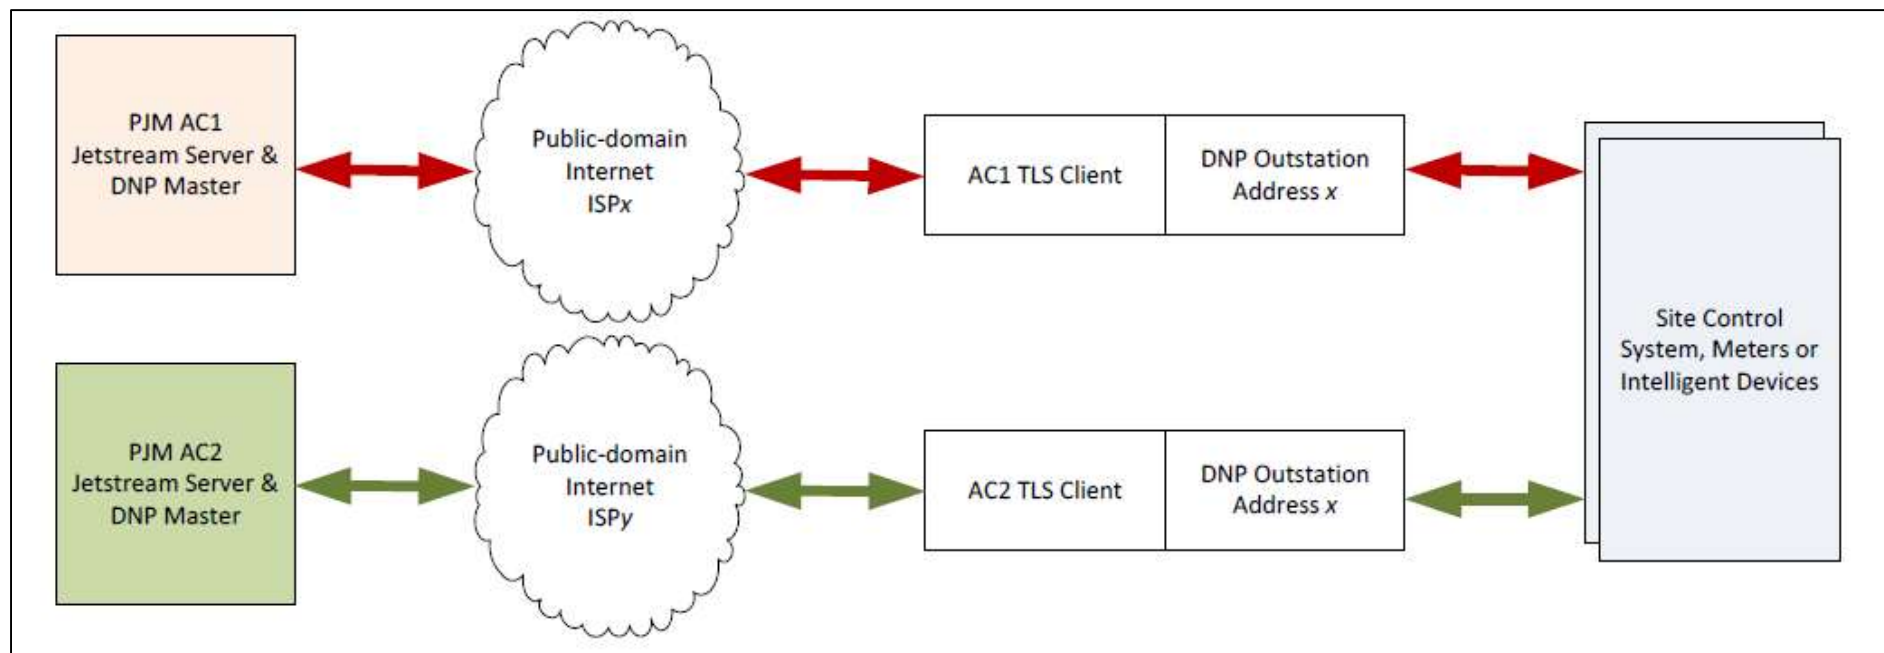 PJM AC1
Jetstream Server &
DNP Master
Public-domain
Internet
ISPx
AC1 TLS Client
DNP Outstation
Address x
Site Control
System, Meters or
Intelligent Devices
PJM AC2
Jetstream Server &
DNP Master
Public-domain
Internet
ISPy
AC2 TLS Client
DNP Outstation
Address x